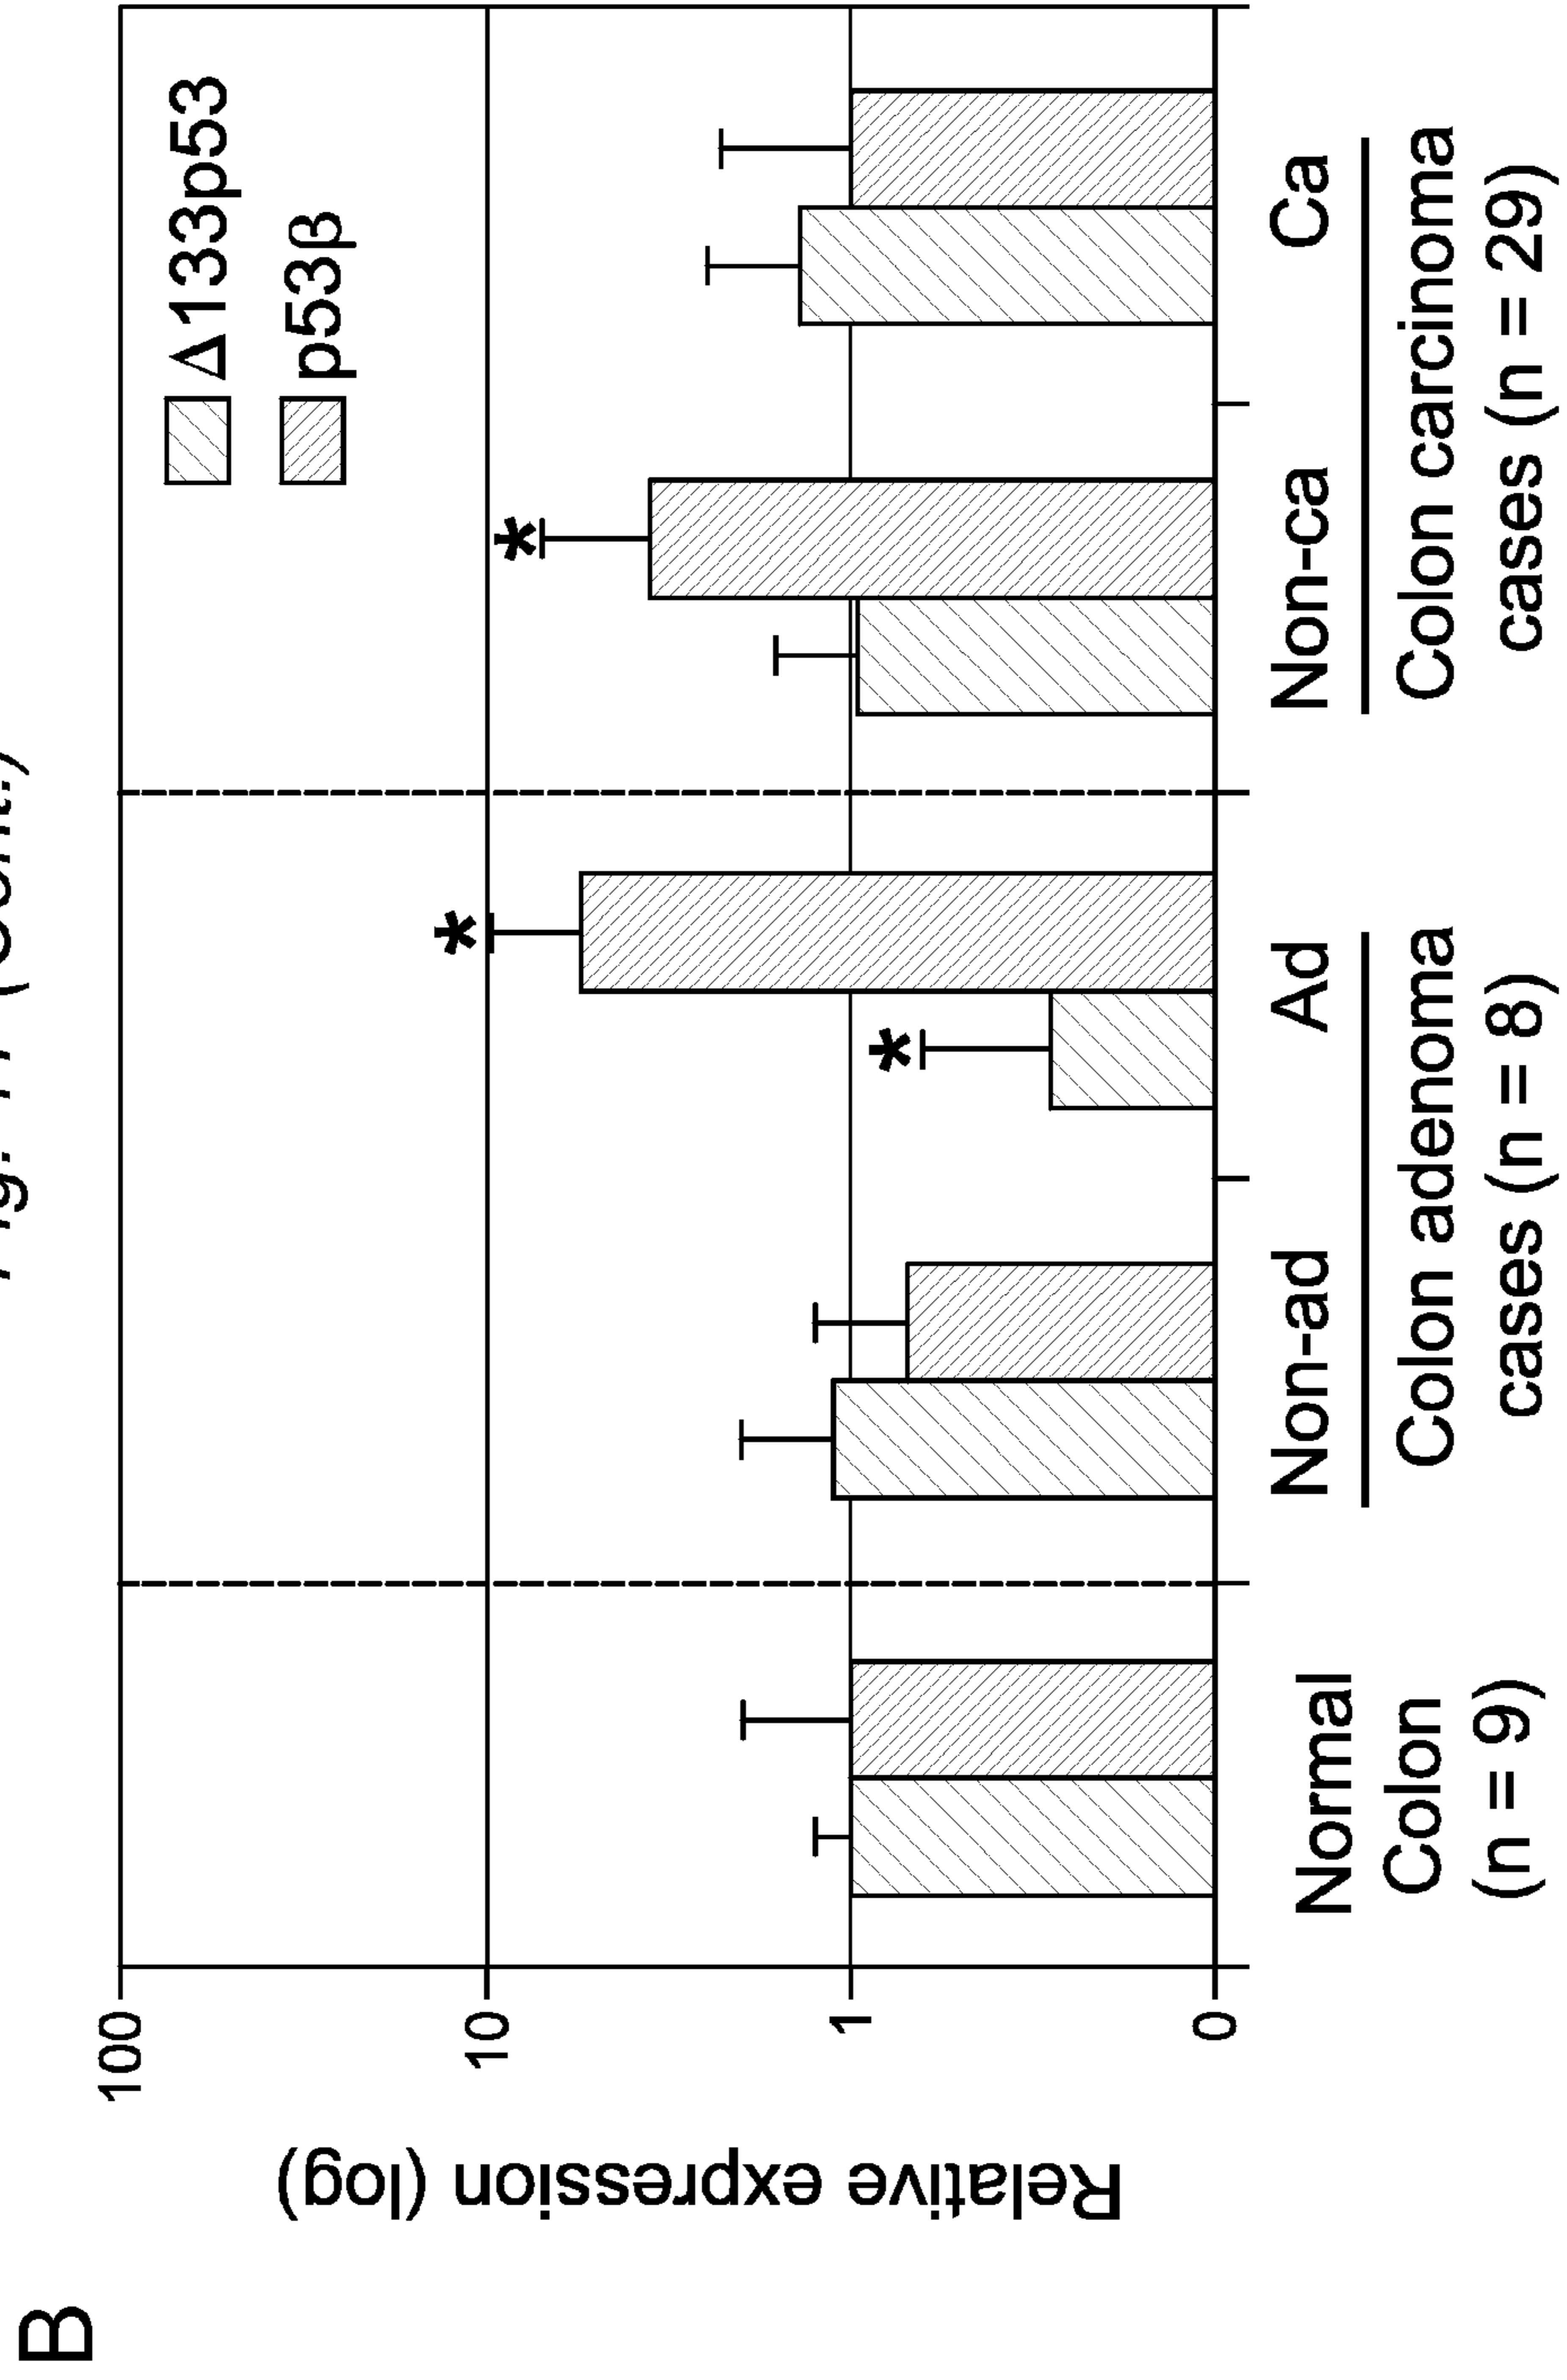 B
Δ133p53
p53β
Relative expression (log)
100
10
1
0
Normal
Colon
(n = 9)
Non-ad
Ad
Colon adenoma
cases (n = 8)
Non-ca
Ca
Colon carcinoma
cases (n = 29)
*
*
*